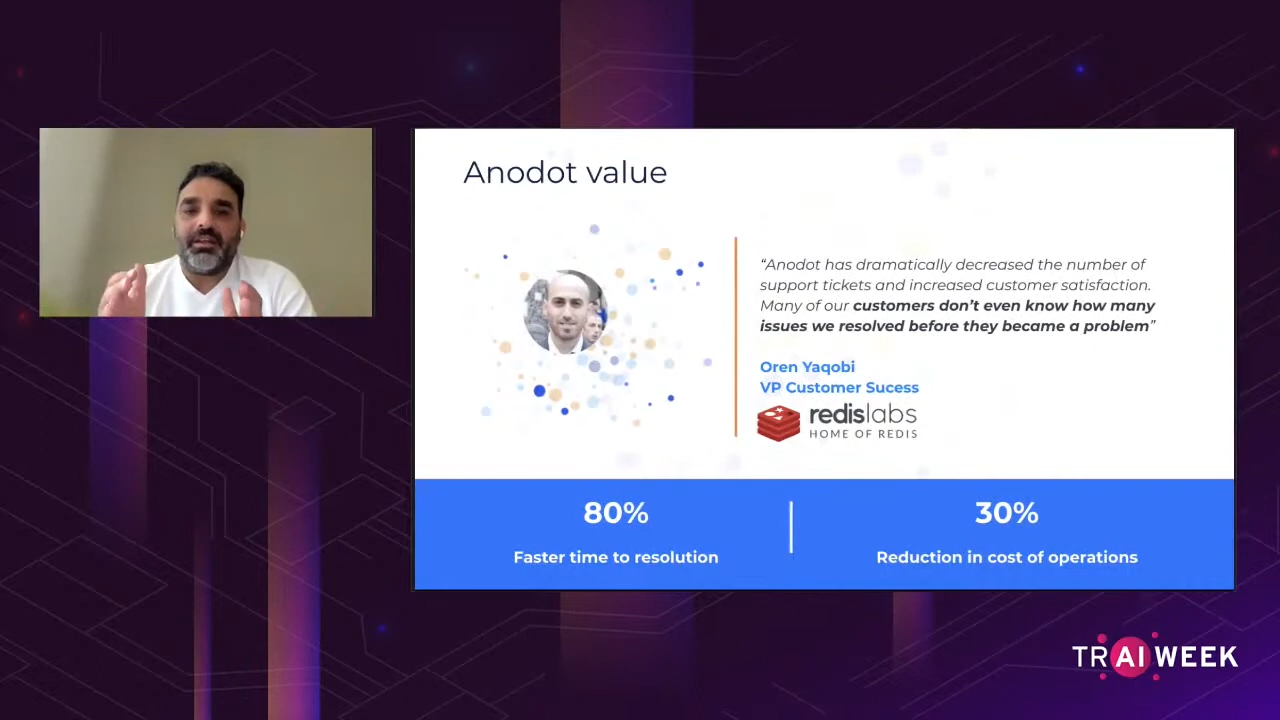 Anodot value
“Anodot has dramatically decreased the number of
support tickets and increased customer satisfaction.
Many of our customers don’t even know how many
issues we resolved before they became a problem”
Oren Yaqobi
VP Customer Sucess
redislabs
HOME OF REDIS
80%
Faster time to resolution
30%
Reduction in cost of operations
TRAI WEEK